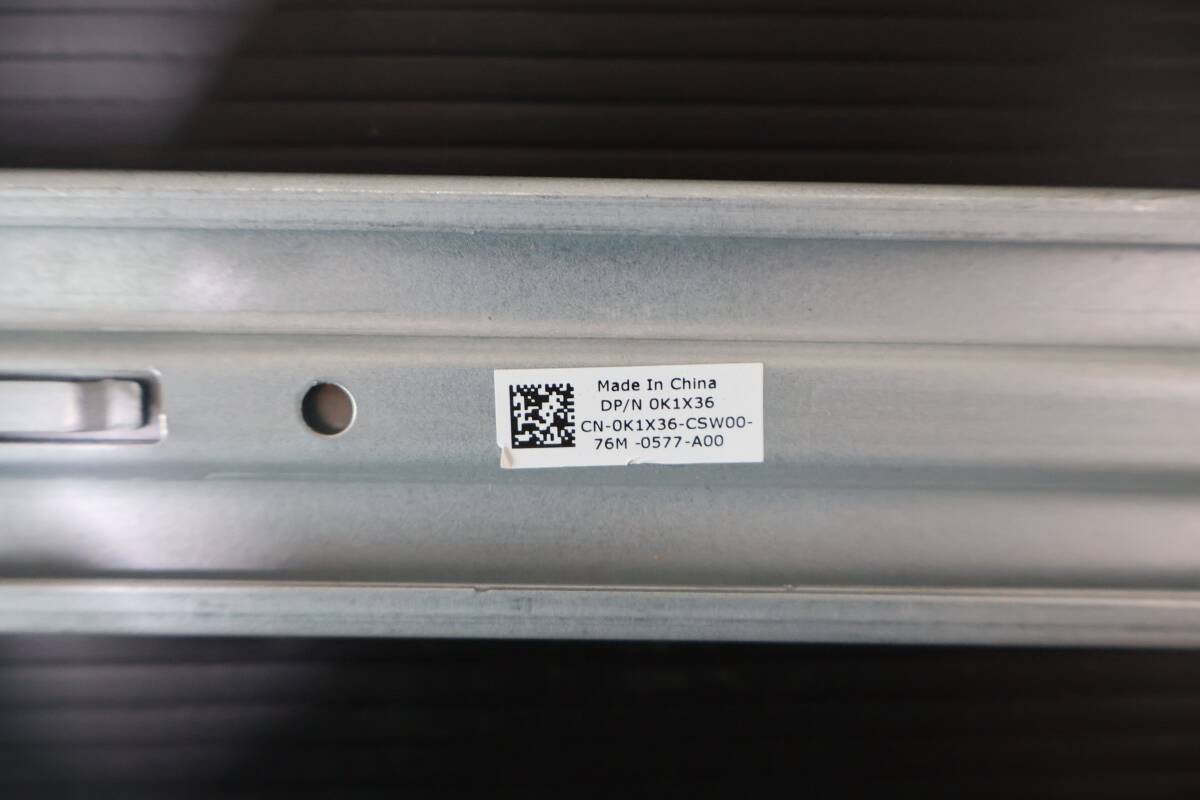 Made In China
DP/N 0K1X36
CN-0K1X36-CSW00-
76M -0577-A00